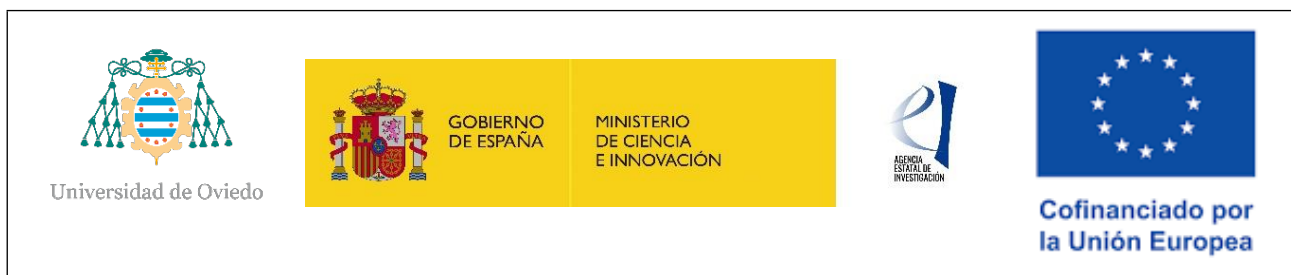 Universidad de Oviedo
GOBIERNO
DE ESPAÑA
MINISTERIO
DE CIENCIA
E INNOVACIÓN
AGENCIA
ESTATAL DE
INVESTIGACIÓN
Cofinanciado por
la Unión Europea